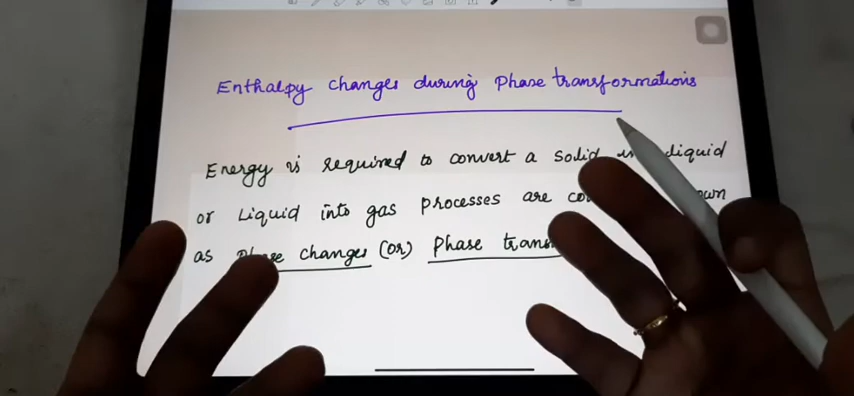 Enthalpy changes during Phase transformations
Energy is required to convert a solid liquid
or Liquid into gas processes are
as changes (or) Phase